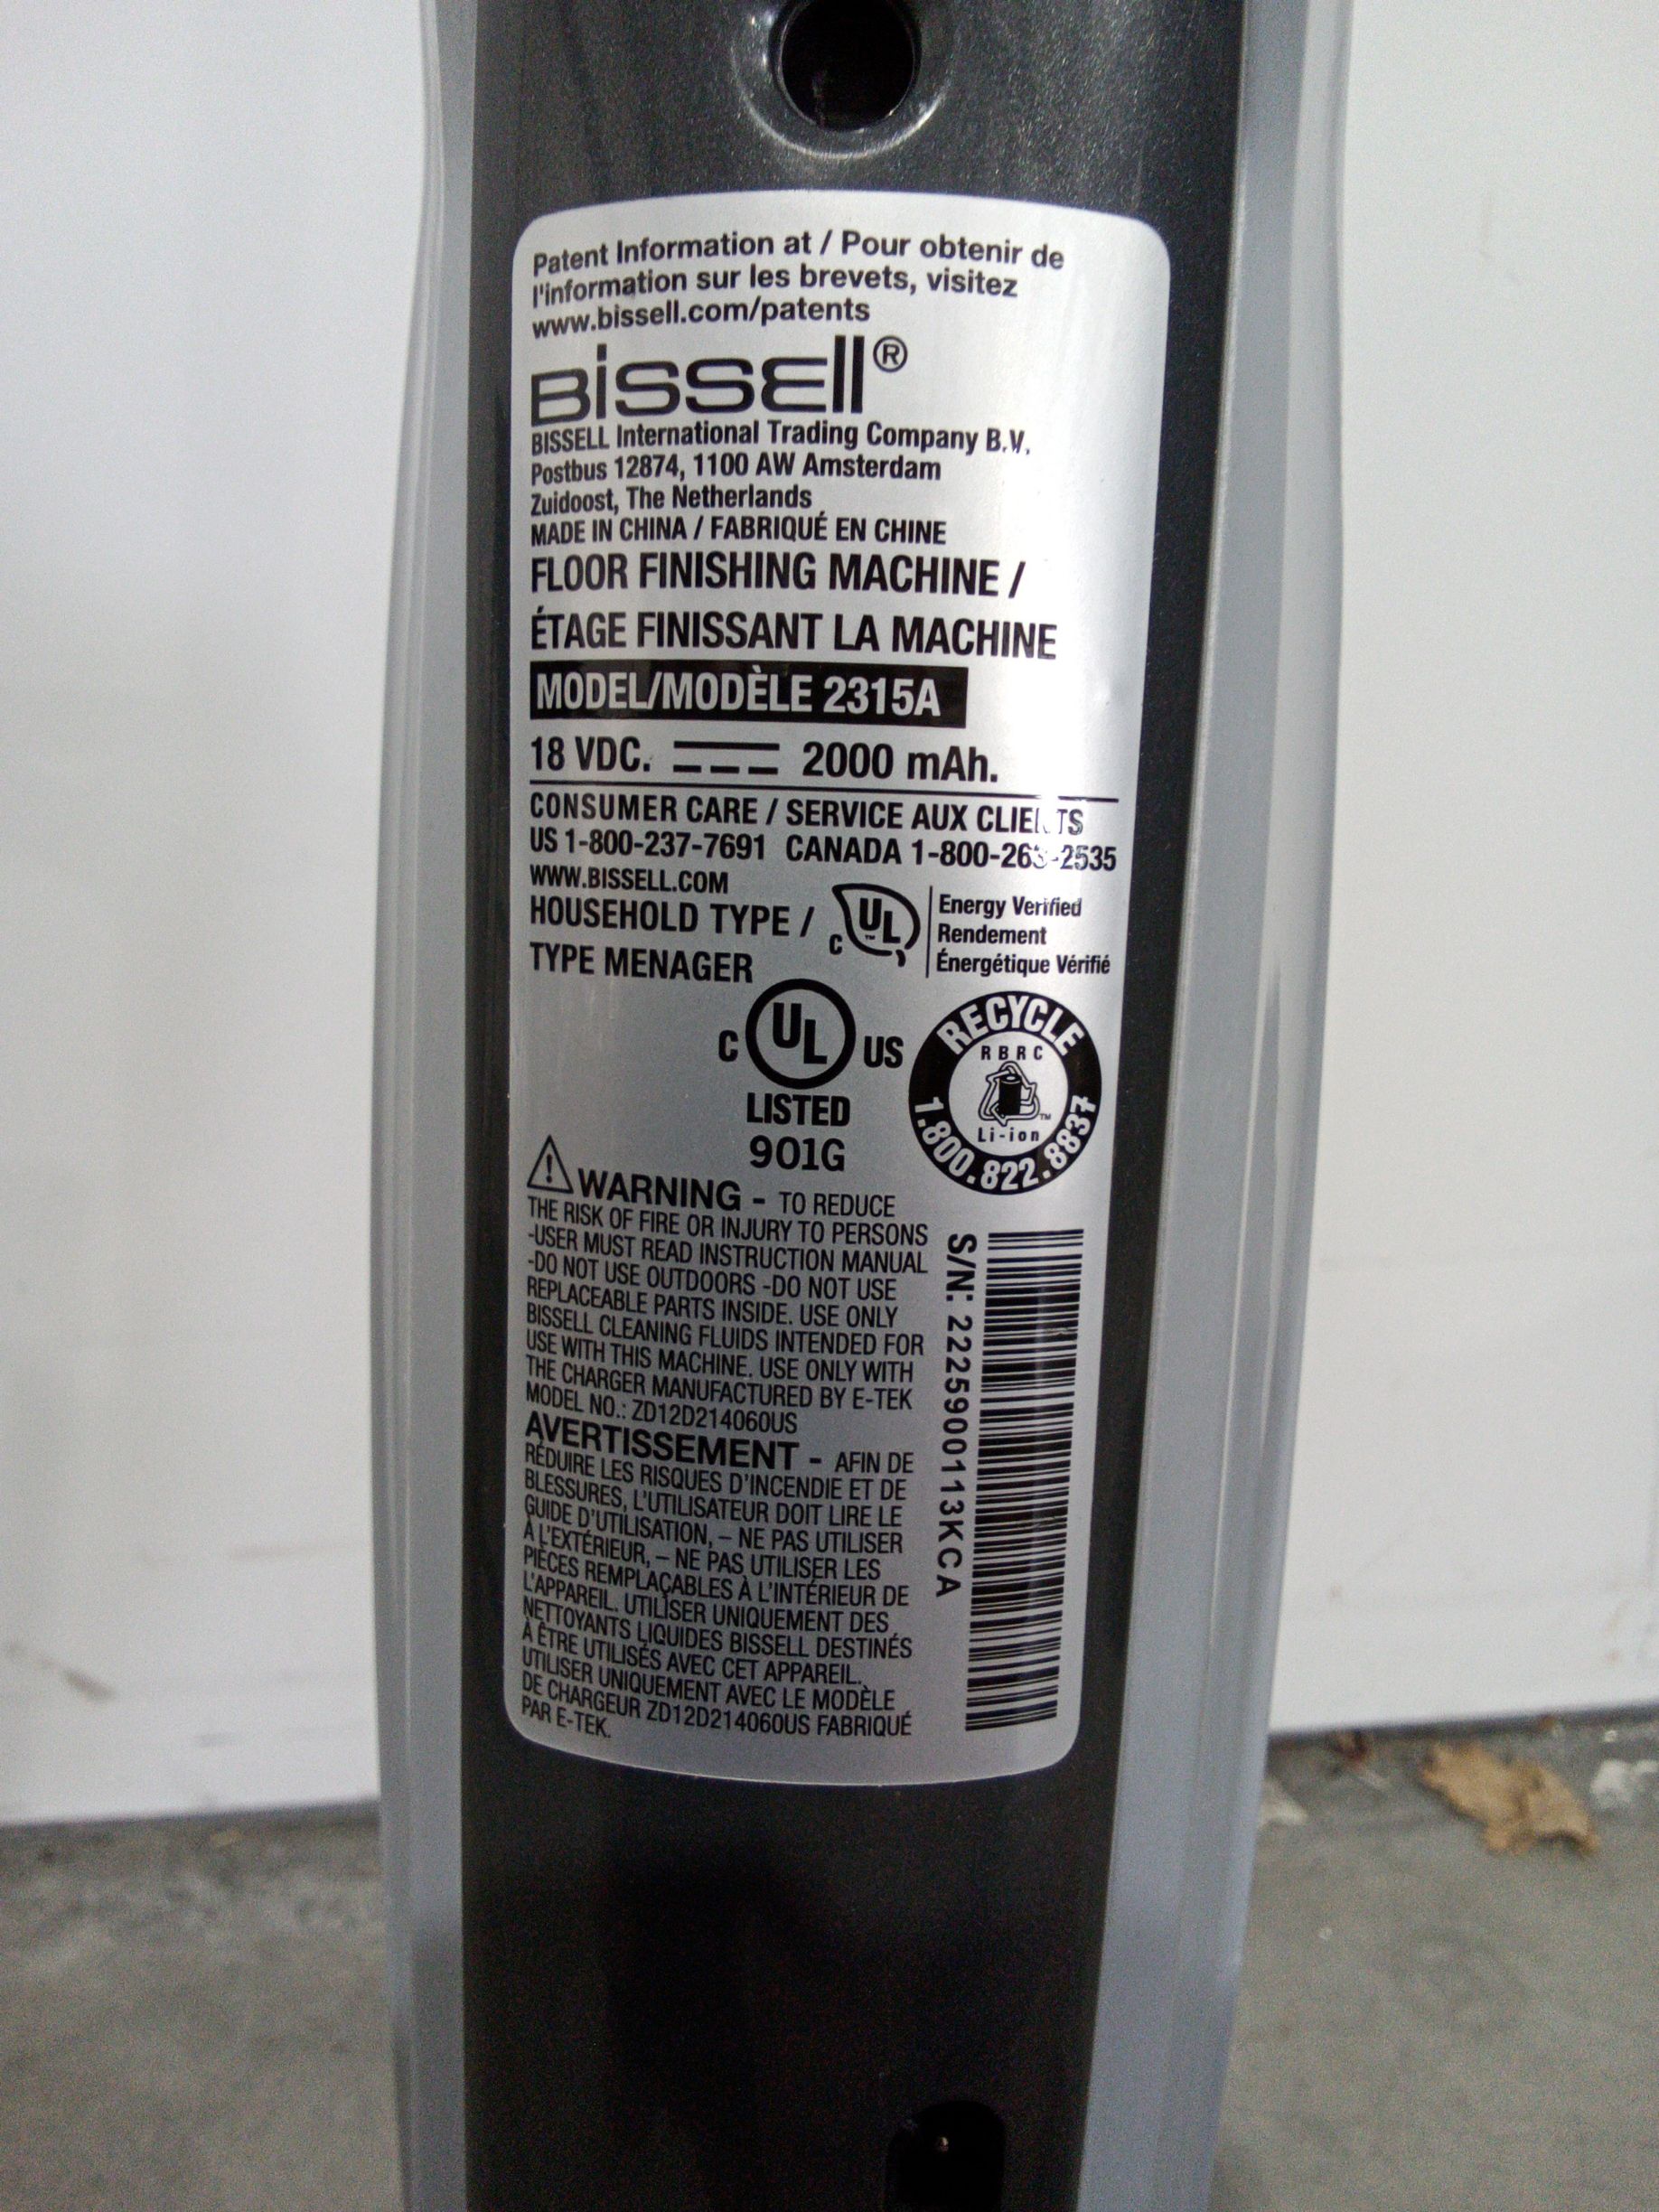 Patent Information at / Pour obtenir de
l'information sur les brevets, visitez
www.bissell.com/patents
BISSELL®
BISSELL International Trading Company B.V.
Postbus 12874, 1100 AW Amsterdam
Zuidoost, The Netherlands
MADE IN CHINA / FABRIQUÉ EN CHINE
FLOOR FINISHING MACHINE /
ÉTAGE FINISSANT LA MACHINE
MODEL/MODÈLE 2315A
18 VDC. 2000 mAh.
CONSUMER CARE / SERVICE AUX CLIENTS
US 1-800-237-7691 CANADA 1-800-263-2535
WWW.BISSELL.COM
HOUSEHOLD TYPE /
TYPE MENAGER
C UL™
Energy Verified
Rendement
Énergétique Vérifié
C UL US
LISTED
901G
RECYCLE
RBRC
™
Li-ion
1.800.822.8837
WARNING - TO REDUCE
THE RISK OF FIRE OR INJURY TO PERSONS
-USER MUST READ INSTRUCTION MANUAL
-DO NOT USE OUTDOORS -DO NOT USE
REPLACEABLE PARTS INSIDE. USE ONLY
BISSELL CLEANING FLUIDS INTENDED FOR
USE WITH THIS MACHINE. USE ONLY WITH
THE CHARGER MANUFACTURED BY E-TEK
MODEL NO.: ZD12D214060US
AVERTISSEMENT - AFIN DE
RÉDUIRE LES RISQUES D'INCENDIE ET DE
BLESSURES, L'UTILISATEUR DOIT LIRE LE
GUIDE D'UTILISATION, – NE PAS UTILISER
À L'EXTÉRIEUR, – NE PAS UTILISER LES
PIÈCES REMPLAÇABLES À L'INTÉRIEUR DE
L'APPAREIL. UTILISER UNIQUEMENT DES
NETTOYANTS LIQUIDES BISSELL DESTINÉS
À ÊTRE UTILISÉS AVEC CET APPAREIL.
UTILISER UNIQUEMENT AVEC LE MODÈLE
DE CHARGEUR ZD12D214060US FABRIQUÉ
PAR E-TEK.
S/N: 2225900113KCA